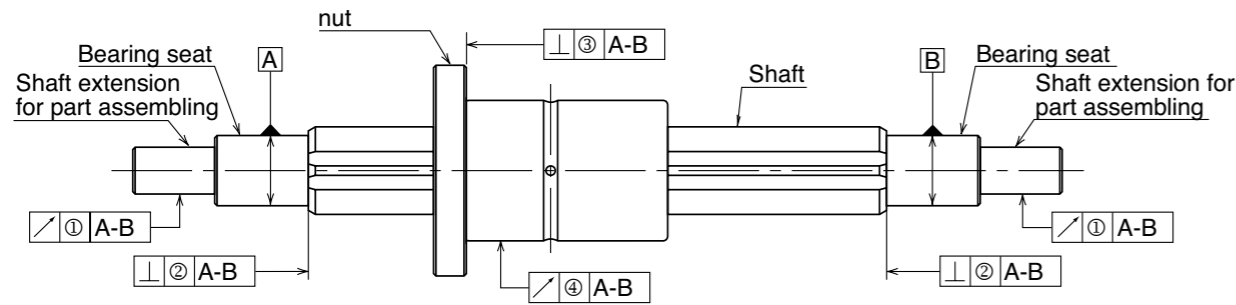 nut
⊥ ③ A-B
Bearing seat
A
B
Bearing seat
Shaft extension
for part assembling
Shaft
Shaft extension for
part assembling
↗ ① A-B
↗ ① A-B
⊥ ② A-B
↗ ④ A-B
⊥ ② A-B